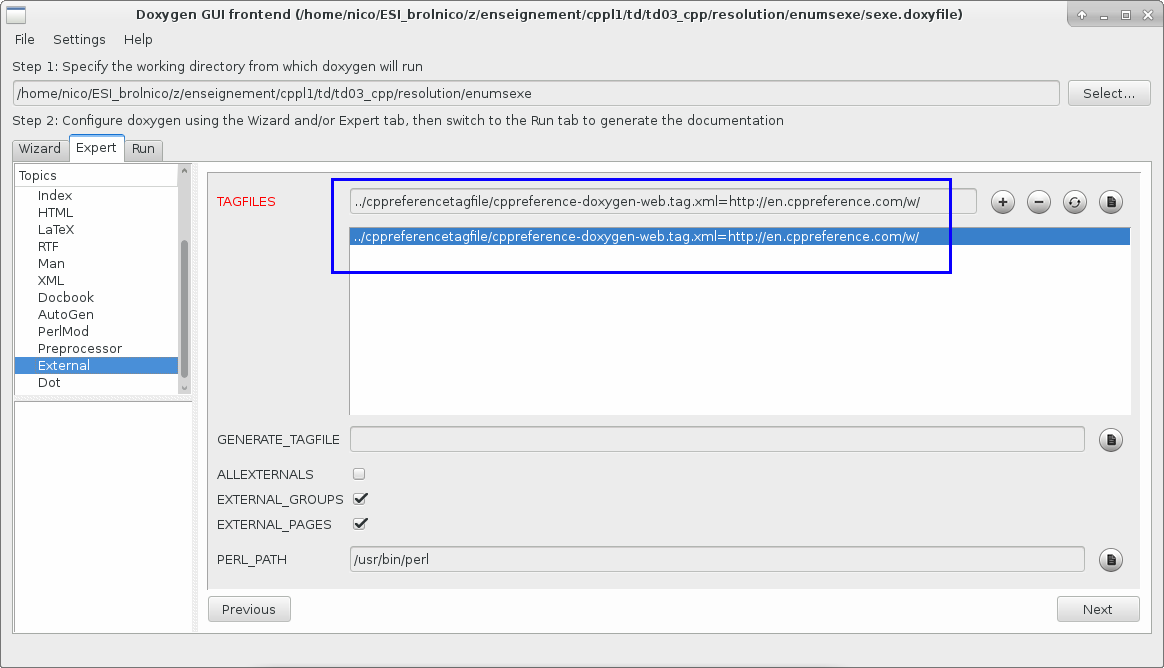 Doxygen GUI frontend (/home/nico/ESI_brolnico/z/enseignement/cppl1/td/td03_cpp/resolution/enumsexe/sexe.doxyfile)
File Settings Help
Step 1: Specify the working directory from which doxygen will run
/home/nico/ESI_brolnico/z/enseignement/cppl1/td/td03_cpp/resolution/enumsexe
Select...
Step 2: Configure doxygen using the Wizard and/or Expert tab, then switch to the Run tab to generate the documentation
Wizard Expert Run
Topics
Index
HTML
LaTeX
RTF
Man
XML
Docbook
AutoGen
PerlMod
Preprocessor
External
Dot
TAGFILES
../cppreferencetagfile/cppreference-doxygen-web.tag.xml=http://en.cppreference.com/w/
../cppreferencetagfile/cppreference-doxygen-web.tag.xml=http://en.cppreference.com/w/
GENERATE_TAGFILE
ALLEXTERNALS
EXTERNAL_GROUPS
EXTERNAL_PAGES
PERL_PATH
/usr/bin/perl
Previous
Next